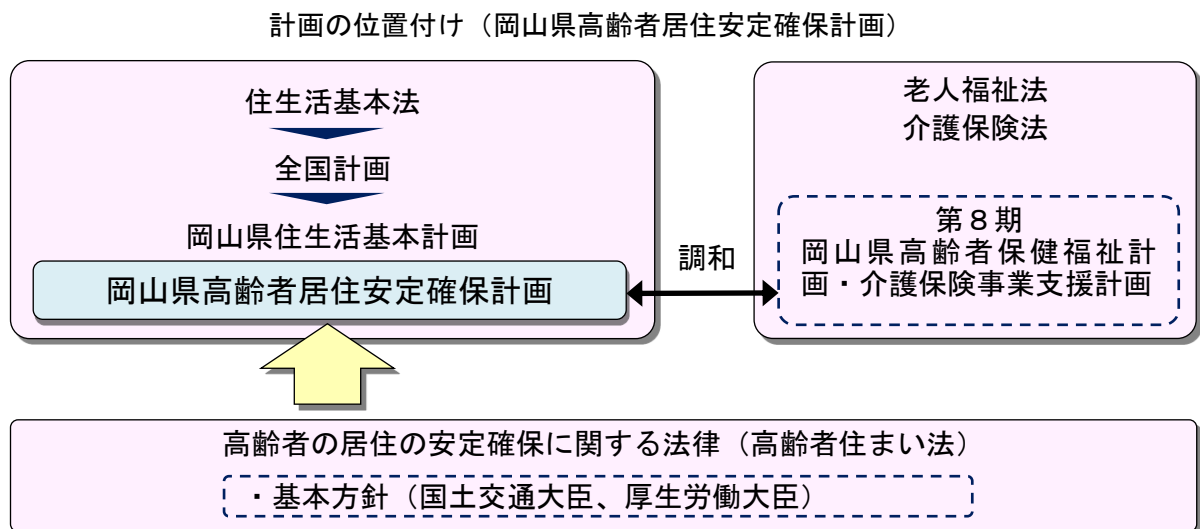 計画の位置付け（岡山県高齢者居住安定確保計画）
住生活基本法
全国計画
岡山県住生活基本計画
岡山県高齢者居住安定確保計画
調和
老人福祉法
介護保険法
第８期
岡山県高齢者保健福祉計
画・介護保険事業支援計画
高齢者の居住の安定確保に関する法律（高齢者住まい法）
・基本方針（国土交通大臣、厚生労働大臣）